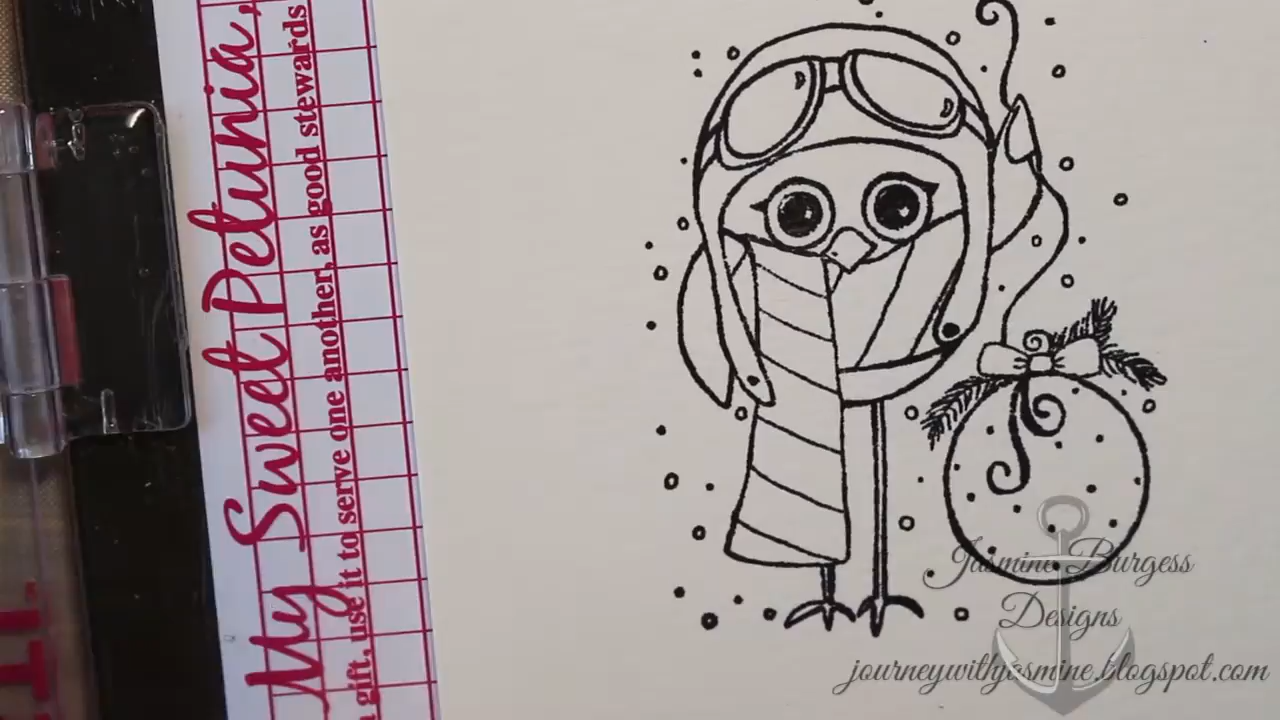 My Sweet Petunia,
gift, use it to serve one another, as good stewards
Jasmine Burgess
Designs
journeywithjasmine.blogspot.com